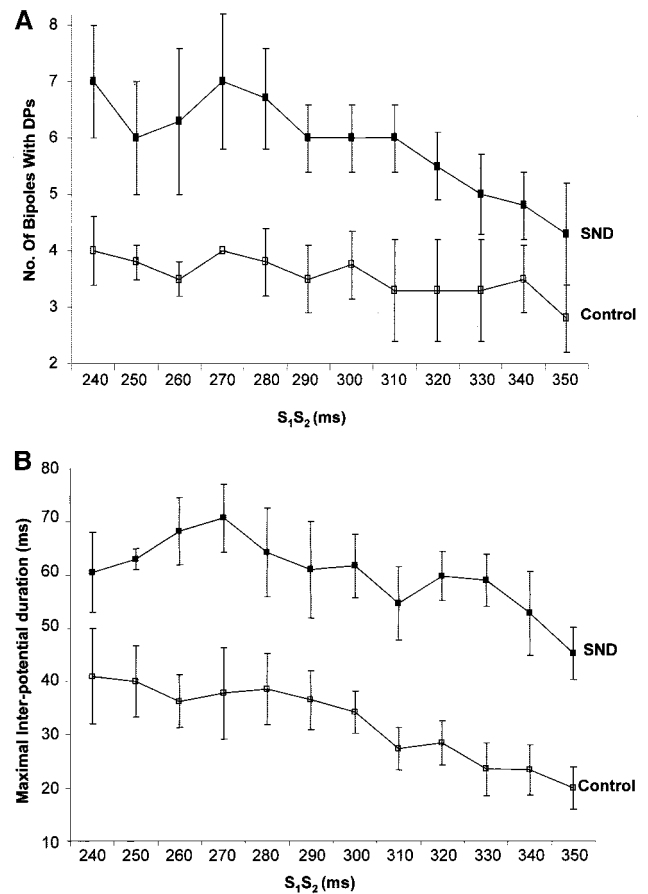 A
8
7
6
5
4
3
2
No. Of Bipoles With DPs
SND
Control
240 250 260 270 280 290 300 310 320 330 340 350
S1S2 (ms)
B
80
70
60
50
40
30
20
10
Maximal Inter-potential duration (ms)
SND
Control
240 250 260 270 280 290 300 310 320 330 340 350
S1S2 (ms)